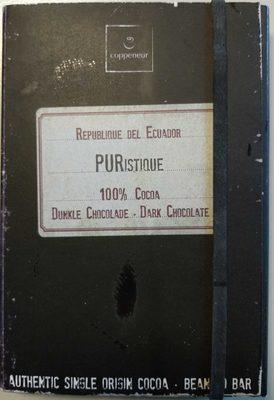 coppeneur
REPUBLIQUE DEL ECUADOR
PURISTIQUE
100% COCOA
DUNKLE CHOCOLADE · DARK CHOCOLATE
AUTHENTIC SINGLE ORIGIN COCOA · BEAN BAR